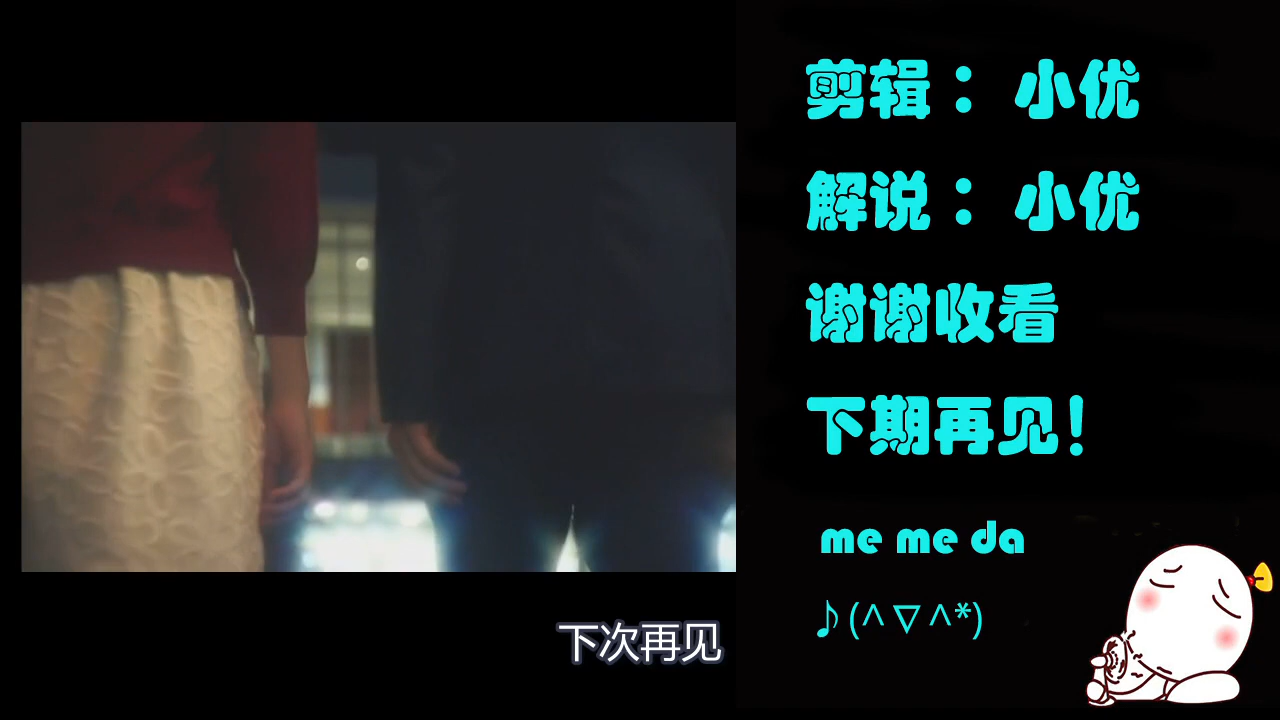 剪辑：小优
解说：小优
谢谢收看
下期再见！
me me da
♪(^∇^*)
下次再见